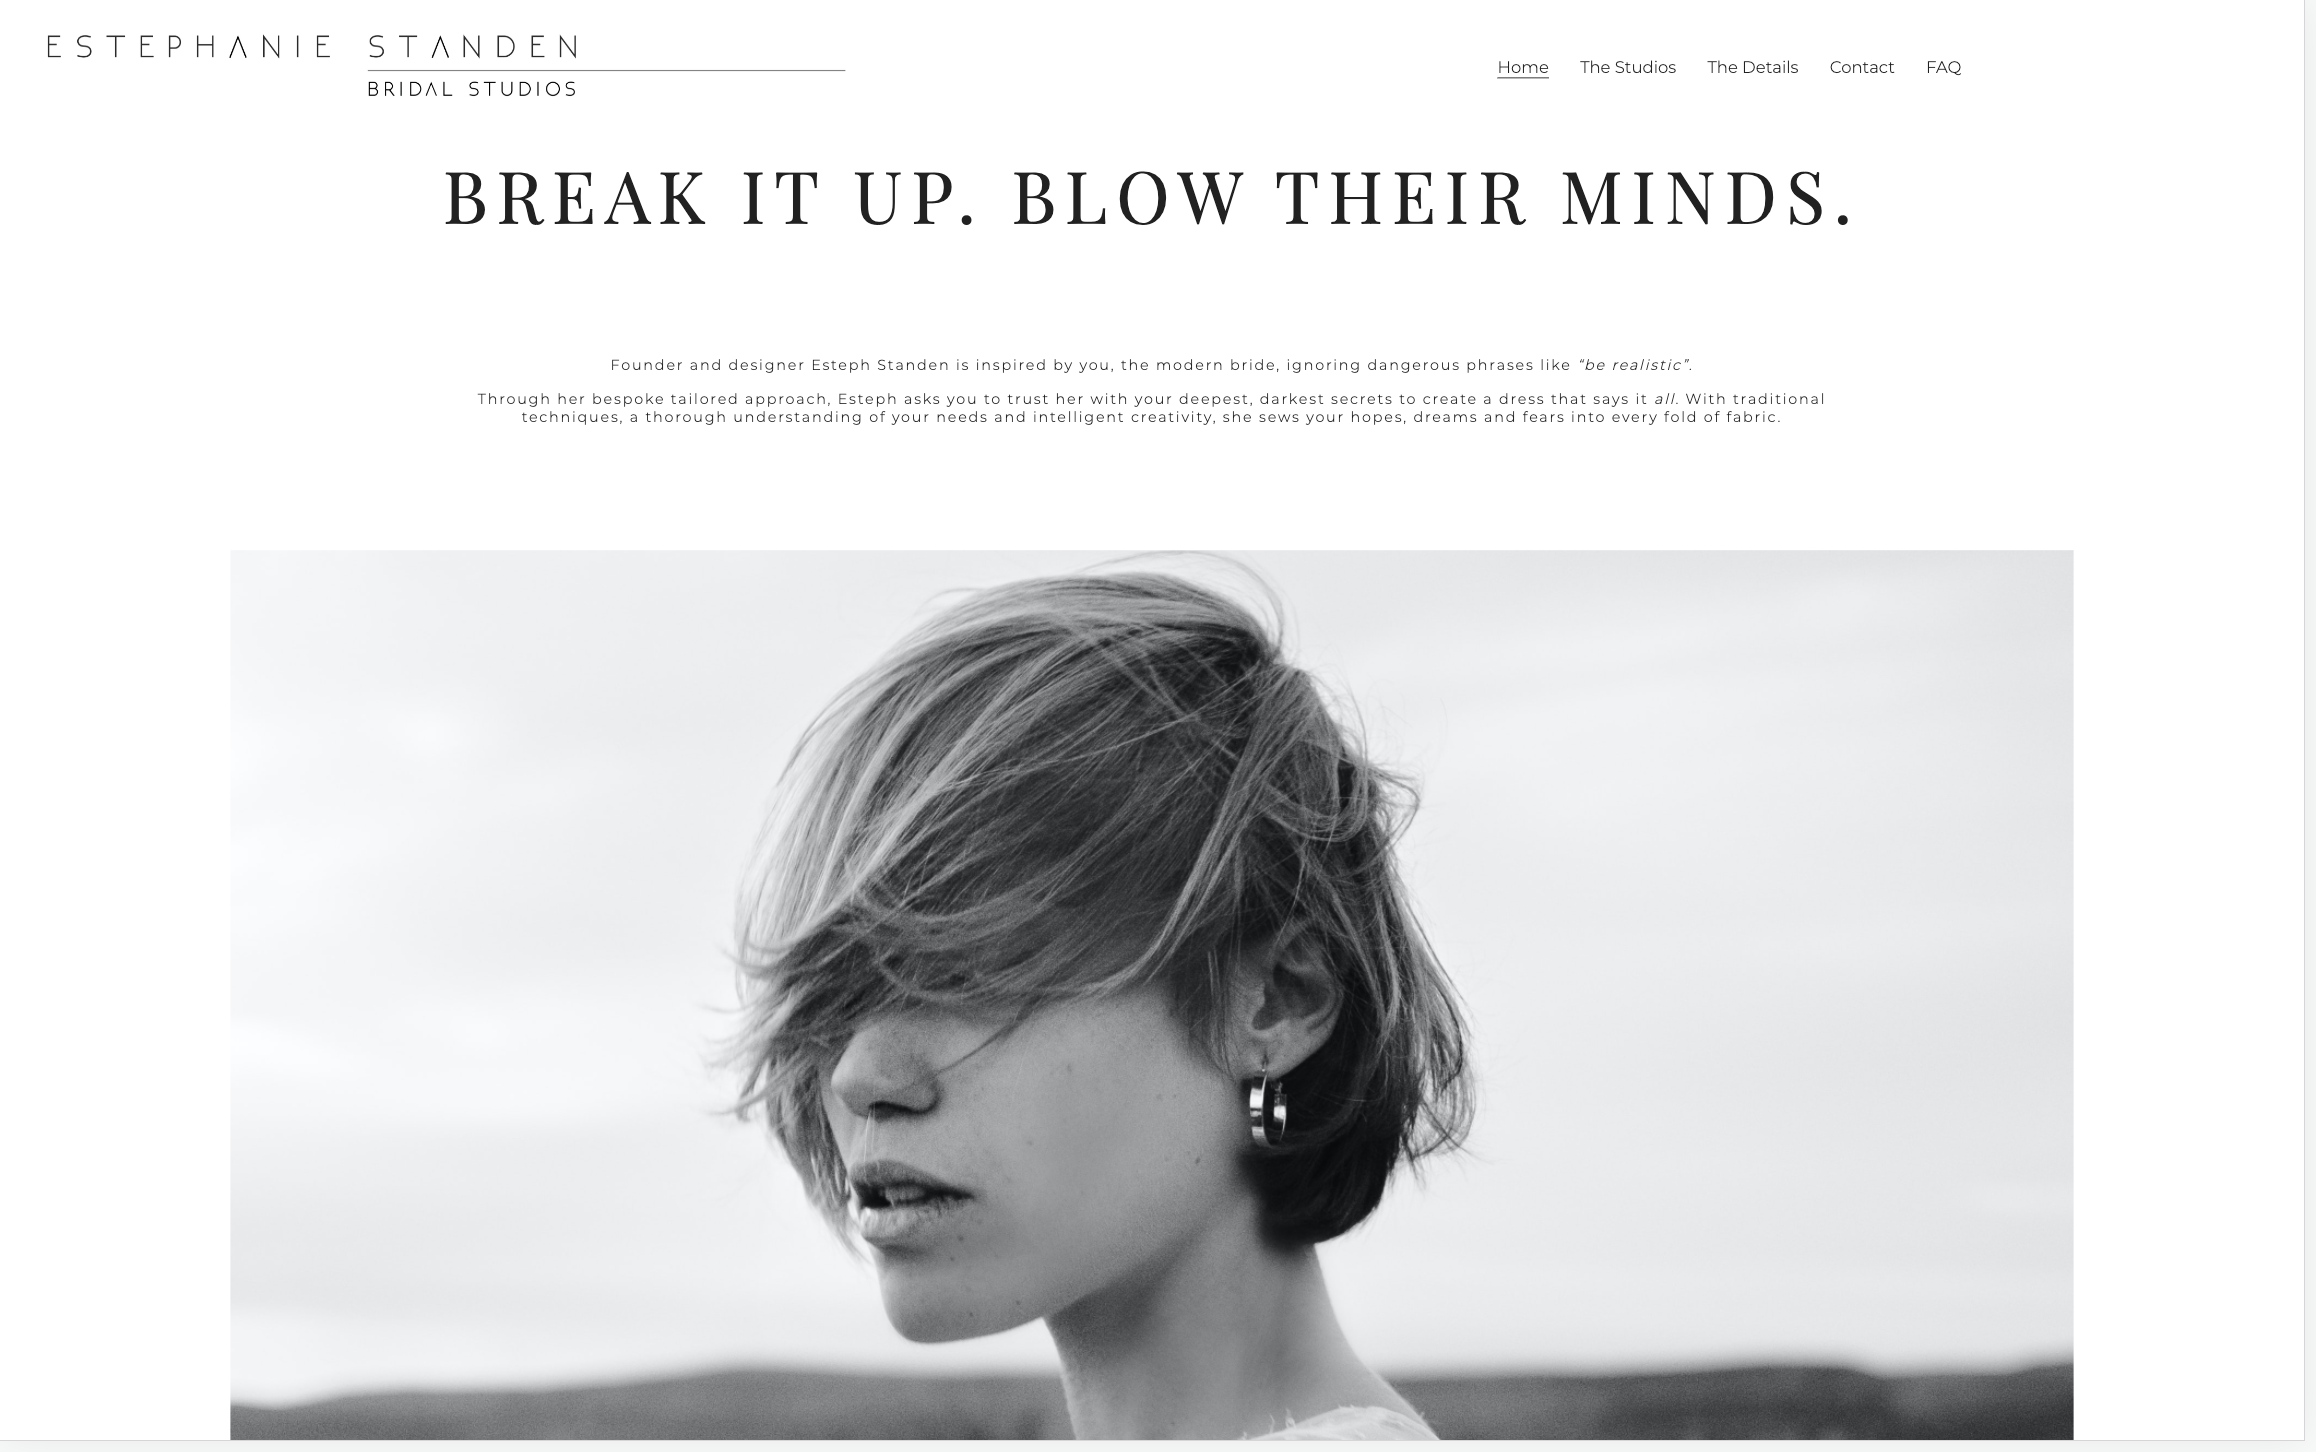 ESTEPHANIE STANDEN
BRIDAL STUDIOS
Home The Studios The Details Contact FAQ
BREAK IT UP. BLOW THEIR MINDS.
Founder and designer Esteph Standen is inspired by you, the modern bride, ignoring dangerous phrases like “be realistic”.
Through her bespoke tailored approach, Esteph asks you to trust her with your deepest, darkest secrets to create a dress that says it all. With traditional
techniques, a thorough understanding of your needs and intelligent creativity, she sews your hopes, dreams and fears into every fold of fabric.